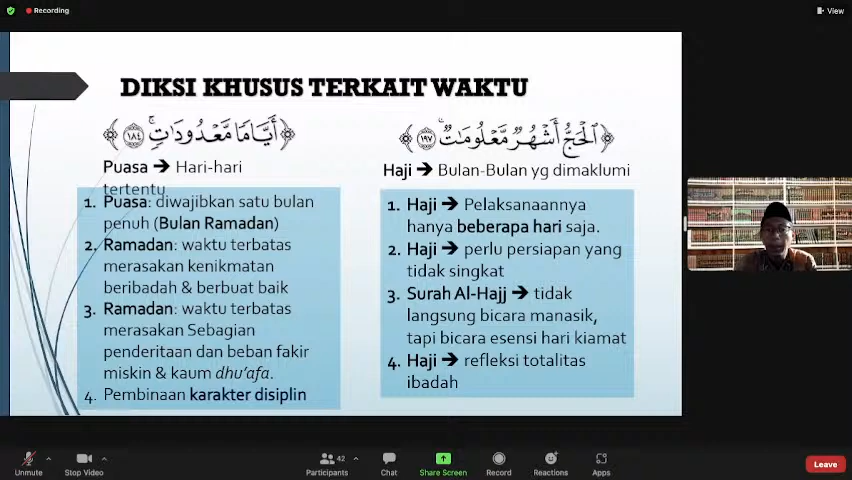 Recording
View
DIKSI KHUSUS TERKAIT WAKTU
أَيَّامًا مَّعْدُودَاتٍ ۚ ﴿١٨٤﴾
Puasa ➔ Hari-hari
tertentu
1. Puasa: diwajibkan satu bulan
penuh (Bulan Ramadan)
2. Ramadan: waktu terbatas
merasakan kenikmatan
beribadah & berbuat baik
3. Ramadan: waktu terbatas
merasakan Sebagian
penderitaan dan beban fakir
miskin & kaum dhu'afa.
4. Pembinaan karakter disiplin
الْحَجُّ أَشْهُرٌ مَّعْلُومَاتٌ ۚ ﴿١٩٧﴾
Haji ➔ Bulan-Bulan yg dimaklumi
1. Haji ➔ Pelaksanaannya
hanya beberapa hari saja.
2. Haji ➔ perlu persiapan yang
tidak singkat
3. Surah Al-Hajj ➔ tidak
langsung bicara manasik,
tapi bicara esensi hari kiamat
4. Haji ➔ refleksi totalitas
ibadah
Unmute
Stop Video
42
Participants
Chat
Share Screen
Record
Reactions
Apps
Leave